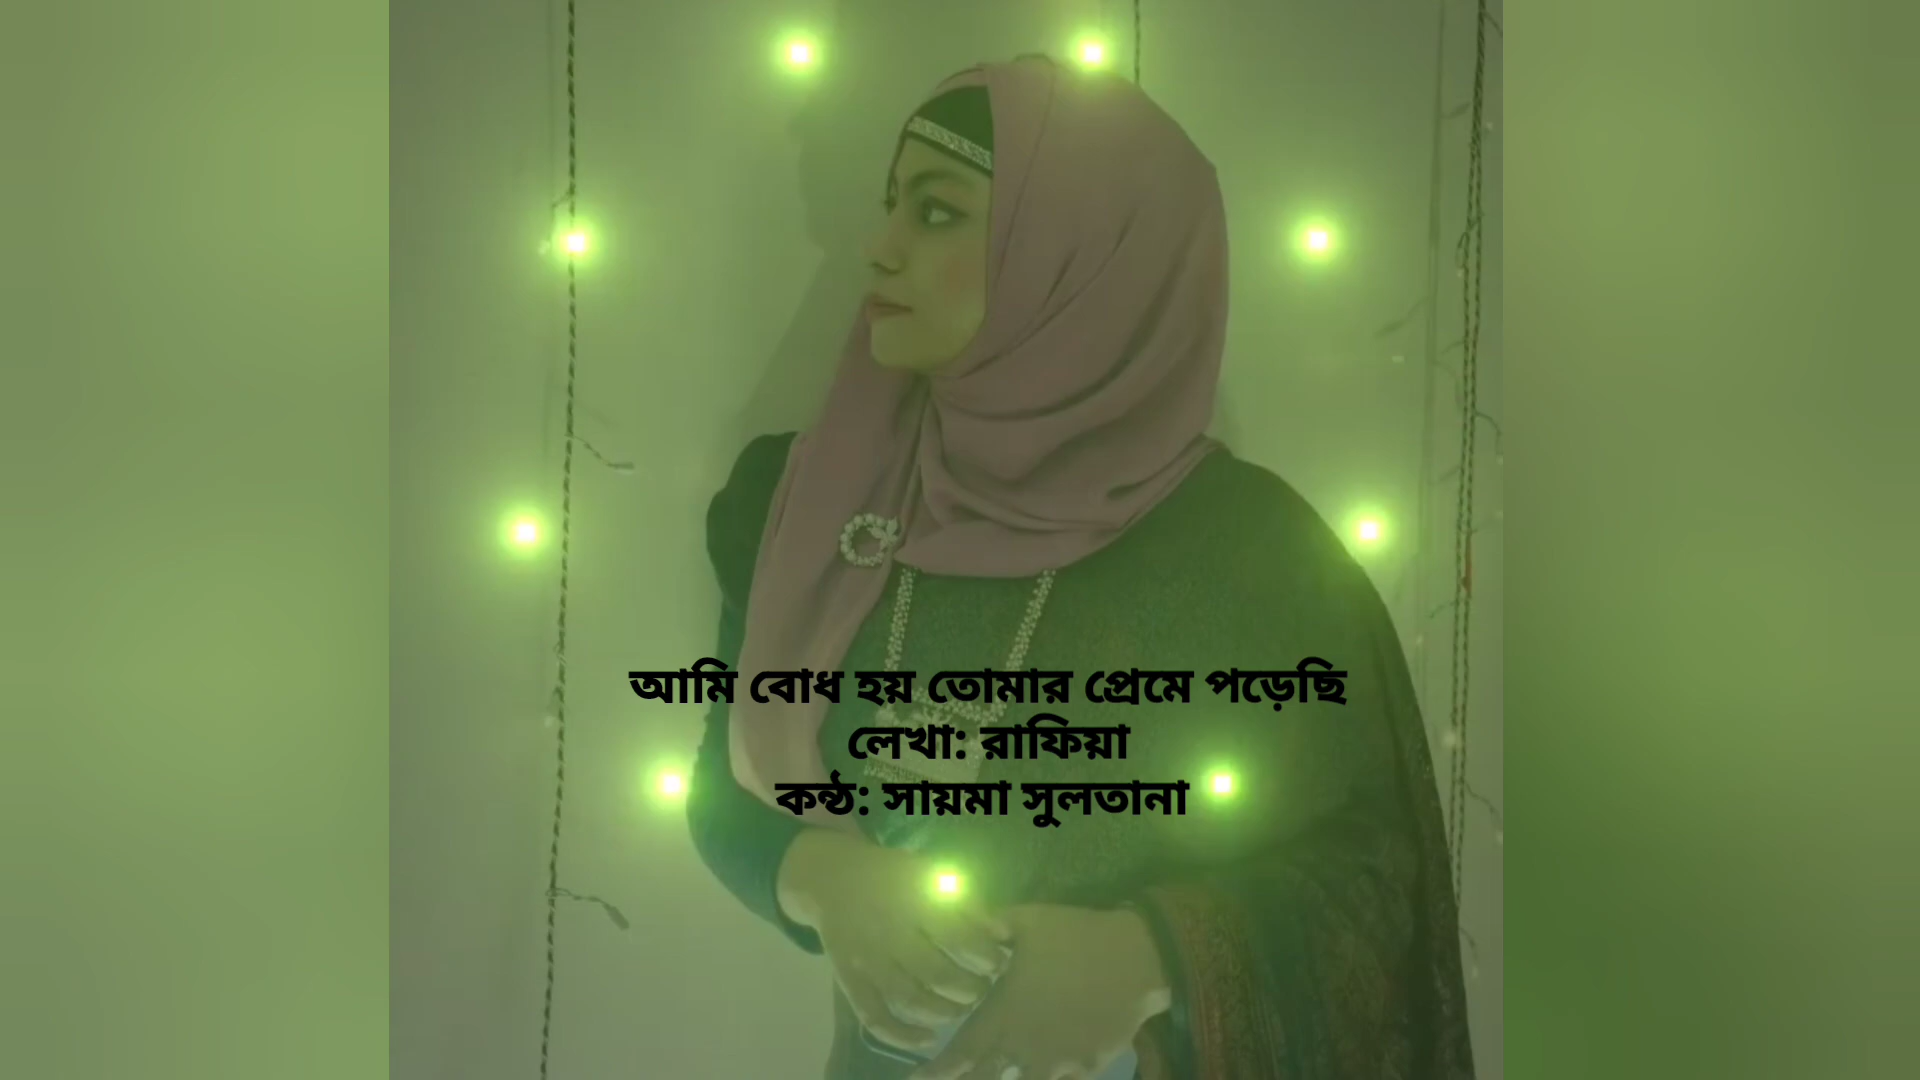 আমি বোধ হয় তোমার প্রেমে পড়েছি
লেখা: রাফিয়া
কন্ঠ: সায়মা সুলতানা